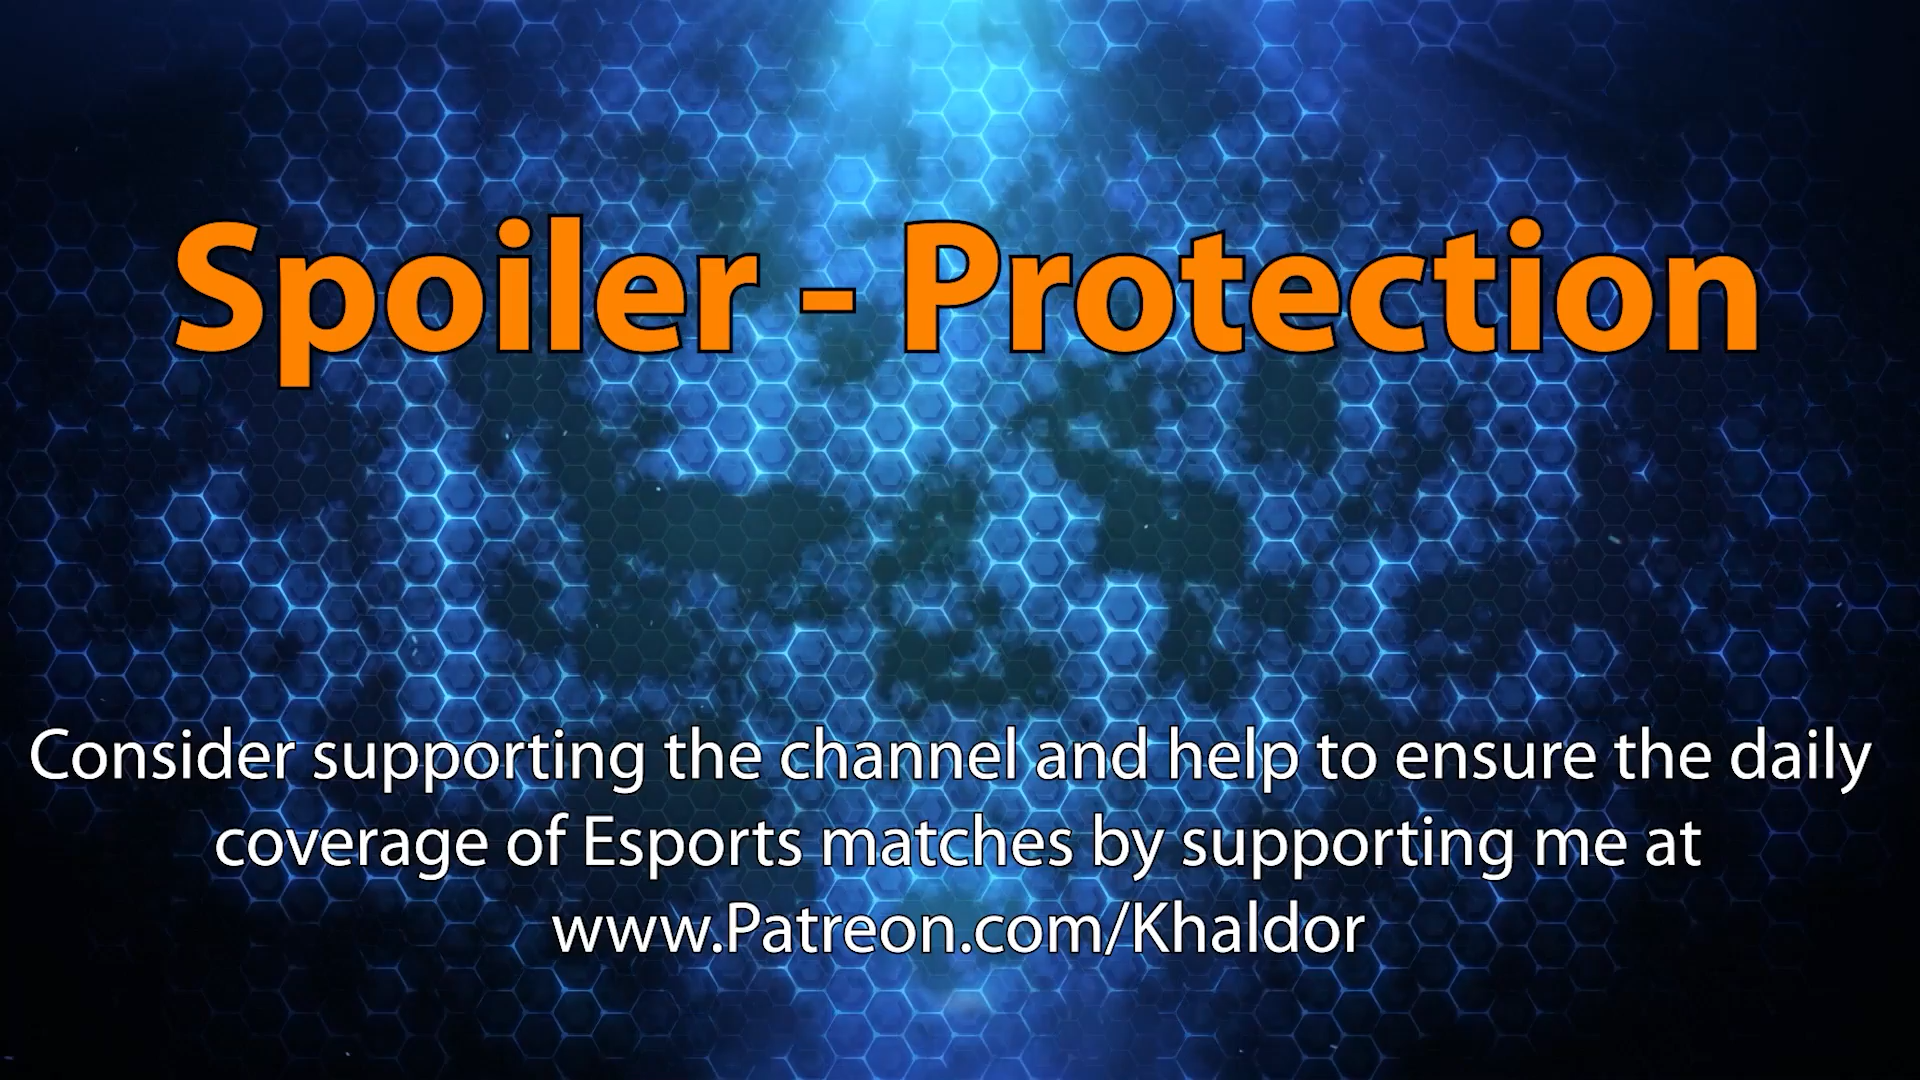 Spoiler - Protection
Consider supporting the channel and help to ensure the daily
coverage of Esports matches by supporting me at
www.Patreon.com/Khaldor